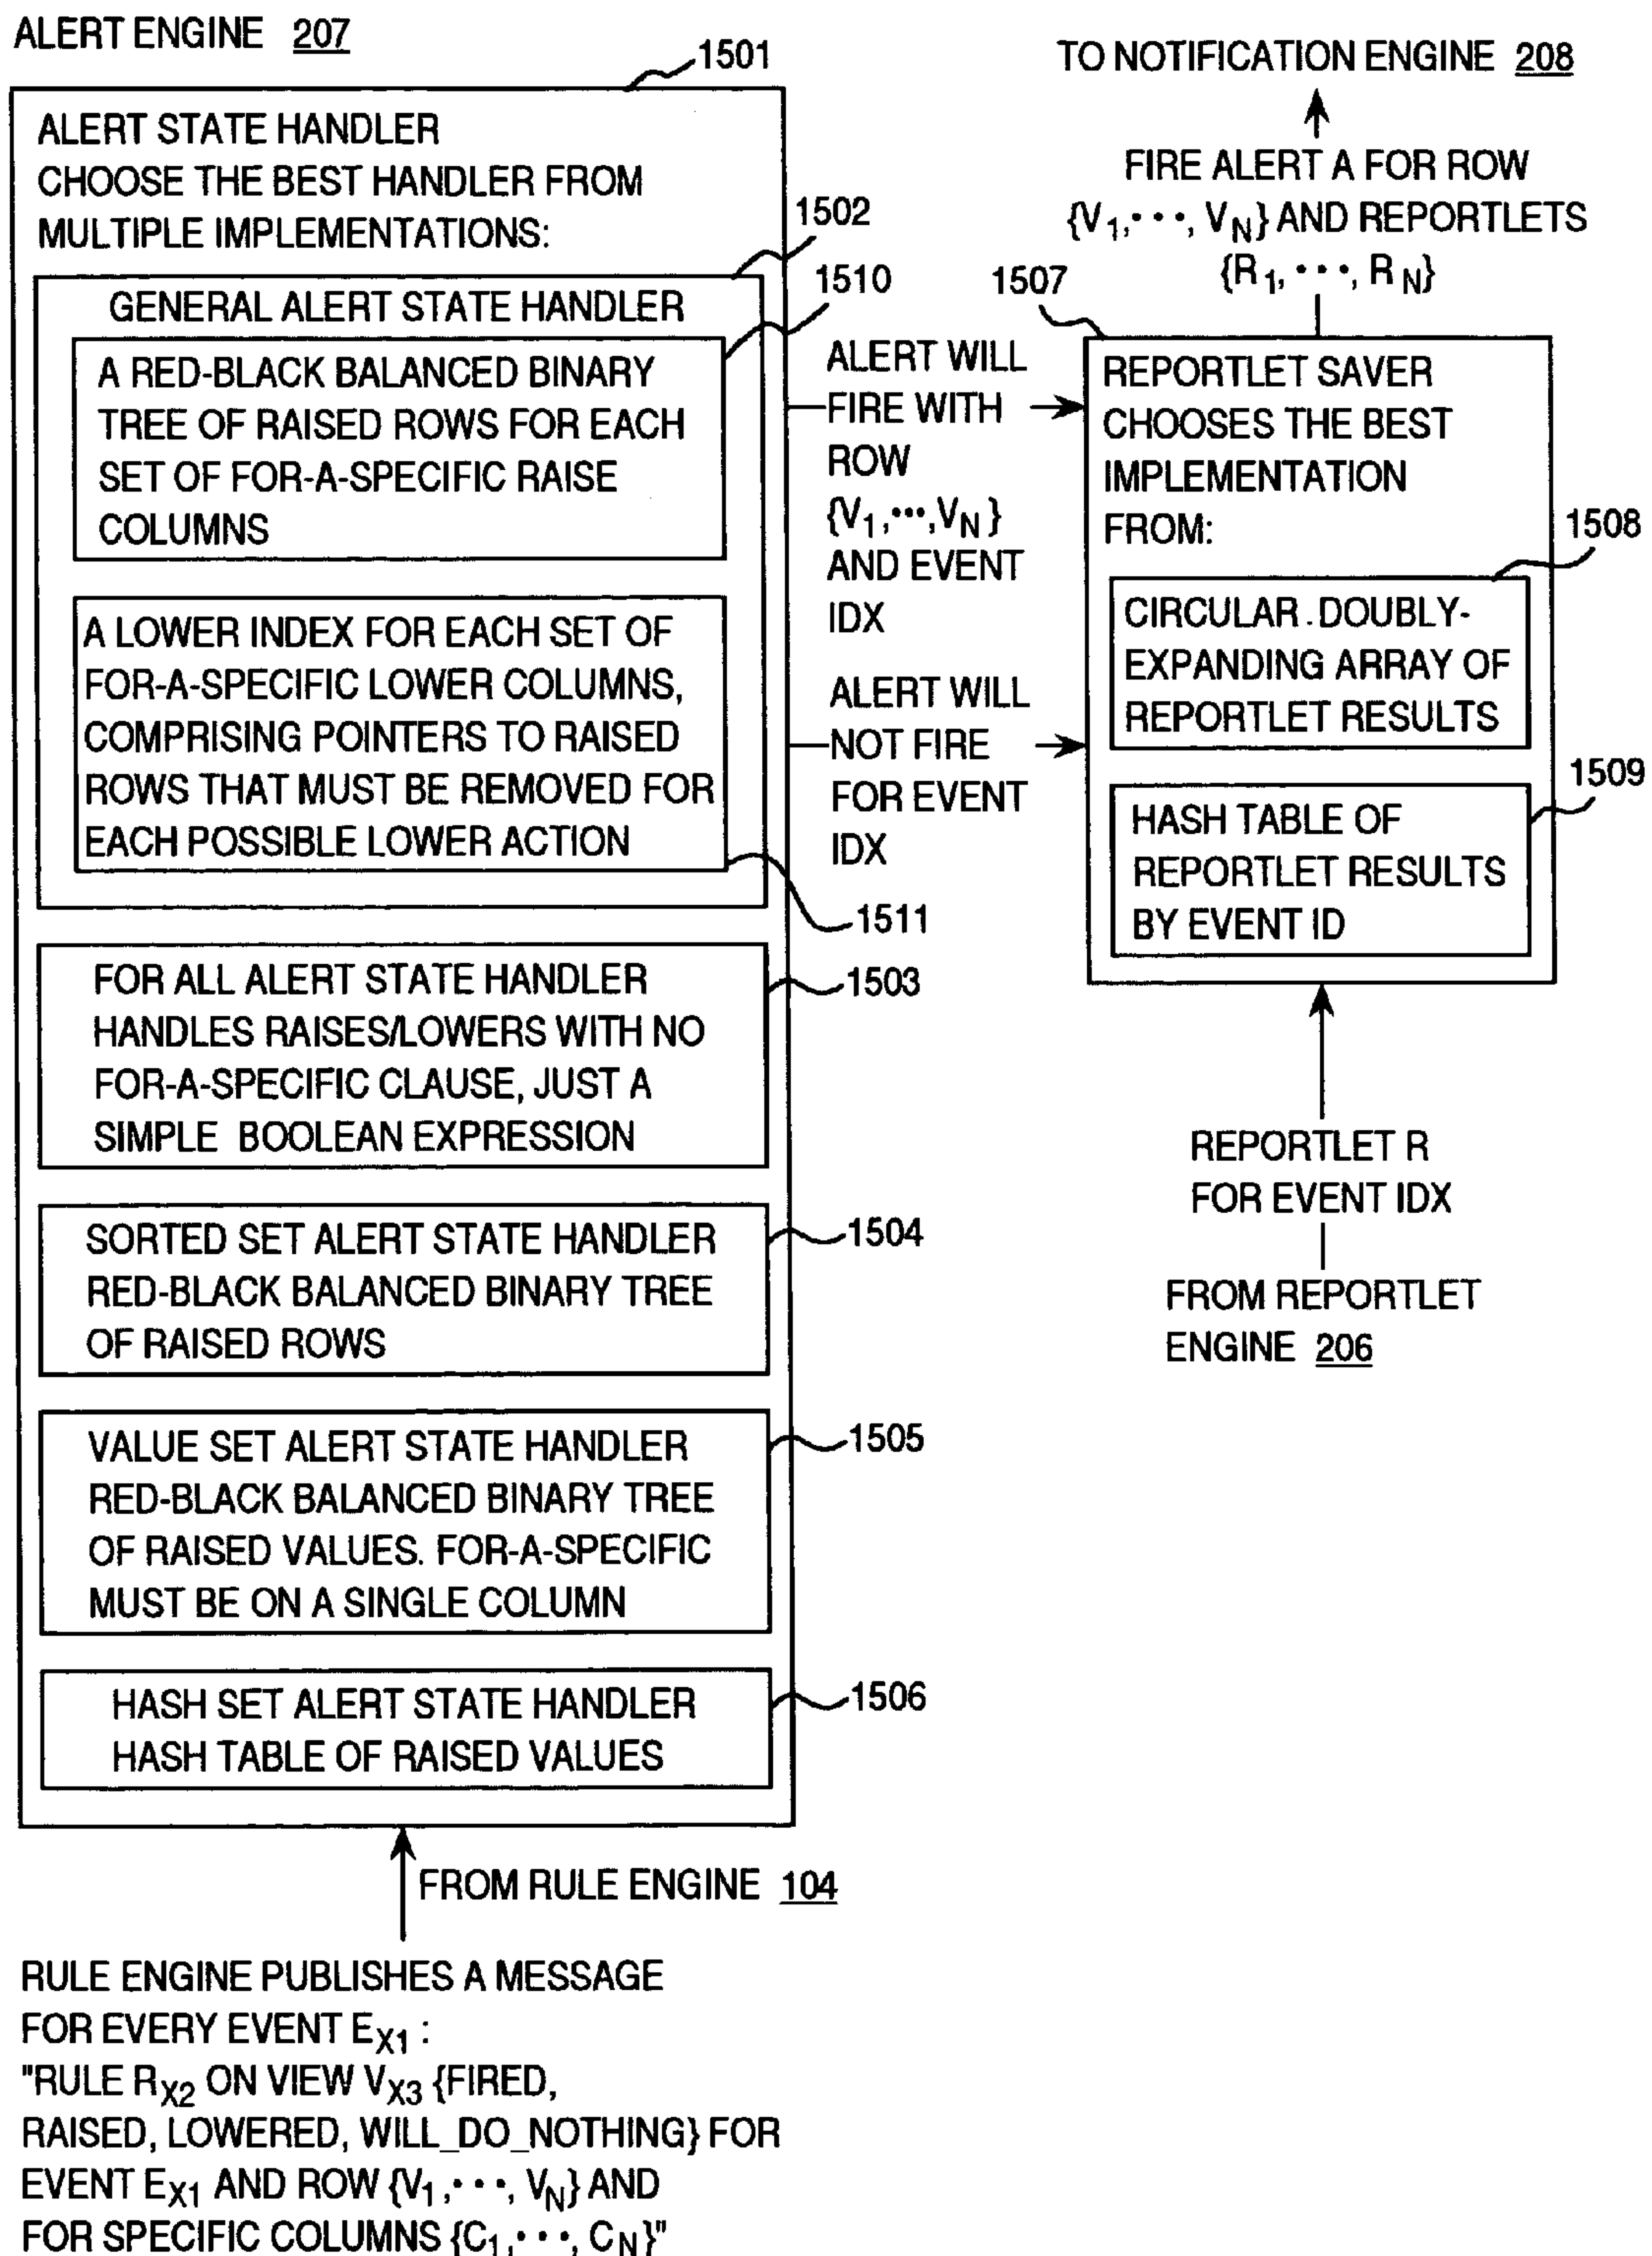 ALERT ENGINE 207
1501
ALERT STATE HANDLER
CHOOSE THE BEST HANDLER FROM
MULTIPLE IMPLEMENTATIONS:
1502
GENERAL ALERT STATE HANDLER
1510
A RED-BLACK BALANCED BINARY
TREE OF RAISED ROWS FOR EACH
SET OF FOR-A-SPECIFIC RAISE
COLUMNS
A LOWER INDEX FOR EACH SET OF
FOR-A-SPECIFIC LOWER COLUMNS,
COMPRISING POINTERS TO RAISED
ROWS THAT MUST BE REMOVED FOR
EACH POSSIBLE LOWER ACTION
1511
FOR ALL ALERT STATE HANDLER
HANDLES RAISES/LOWERS WITH NO
FOR-A-SPECIFIC CLAUSE, JUST A
SIMPLE BOOLEAN EXPRESSION
1503
SORTED SET ALERT STATE HANDLER
RED-BLACK BALANCED BINARY TREE
OF RAISED ROWS
1504
VALUE SET ALERT STATE HANDLER
RED-BLACK BALANCED BINARY TREE
OF RAISED VALUES. FOR-A-SPECIFIC
MUST BE ON A SINGLE COLUMN
1505
HASH SET ALERT STATE HANDLER
HASH TABLE OF RAISED VALUES
1506
FROM RULE ENGINE 104
RULE ENGINE PUBLISHES A MESSAGE
FOR EVERY EVENT EX1 :
"RULE RX2 ON VIEW VX3 {FIRED,
RAISED, LOWERED, WILL_DO_NOTHING} FOR
EVENT EX1 AND ROW {V1,•••, VN} AND
FOR SPECIFIC COLUMNS {C1,•••, CN}"
ALERT WILL
FIRE WITH
ROW
{V1,•••,VN}
AND EVENT
IDX
ALERT WILL
NOT FIRE
FOR EVENT
IDX
TO NOTIFICATION ENGINE 208
FIRE ALERT A FOR ROW
{V1,•••, VN} AND REPORTLETS
{R1,•••, RN}
1507
REPORTLET SAVER
CHOOSES THE BEST
IMPLEMENTATION
FROM:
1508
CIRCULAR.DOUBLY-
EXPANDING ARRAY OF
REPORTLET RESULTS
1509
HASH TABLE OF
REPORTLET RESULTS
BY EVENT ID
REPORTLET R
FOR EVENT IDX
FROM REPORTLET
ENGINE 206